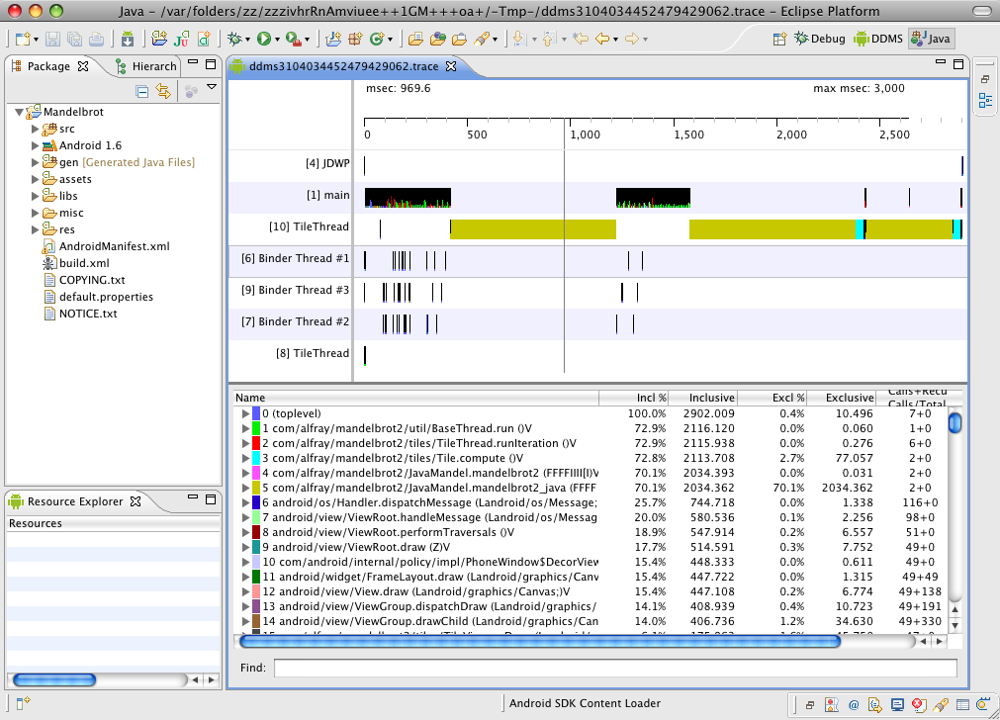 Java - /var/folders/zz/zzzivhrRnAmviuee++1GM+++oa+/-Tmp-/ddms3104034452479429062.trace - Eclipse Platform
Debug DDMS Java
Package Hierarch
Mandelbrot
src
Android 1.6
gen [Generated Java Files]
assets
libs
misc
res
AndroidManifest.xml
build.xml
COPYING.txt
default.properties
NOTICE.txt
Resource Explorer
Resources
ddms3104034452479429062.trace
msec: 969.6 max msec: 3,000
0 500 1,000 1,500 2,000 2,500
[4] JDWP
[1] main
[10] TileThread
[6] Binder Thread #1
[9] Binder Thread #3
[7] Binder Thread #2
[8] TileThread
Name Incl % Inclusive Excl % Exclusive Calls+Recu
Calls/Total
0 (toplevel) 100.0% 2902.009 0.4% 10.496 7+0
1 com/alfray/mandelbrot2/util/BaseThread.run ()V 72.9% 2116.120 0.0% 0.060 1+0
2 com/alfray/mandelbrot2/tiles/TileThread.runIteration ()V 72.9% 2115.938 0.0% 0.276 6+0
3 com/alfray/mandelbrot2/tiles/Tile.compute ()V 72.8% 2113.708 2.7% 77.057 2+0
4 com/alfray/mandelbrot2/JavaMandel.mandelbrot2 (FFFFIIII[I)V 70.1% 2034.393 0.0% 0.031 2+0
5 com/alfray/mandelbrot2/JavaMandel.mandelbrot2_java (FFFF 70.1% 2034.362 70.1% 2034.362 2+0
6 android/os/Handler.dispatchMessage (Landroid/os/Message; 25.7% 744.718 0.0% 1.338 116+0
7 android/view/ViewRoot.handleMessage (Landroid/os/Messag 20.0% 580.536 0.1% 2.256 98+0
8 android/view/ViewRoot.performTraversals ()V 18.9% 547.914 0.2% 6.557 51+0
9 android/view/ViewRoot.draw (Z)V 17.7% 514.591 0.3% 7.752 49+0
10 com/android/internal/policy/impl/PhoneWindow$DecorView 15.4% 448.333 0.0% 0.611 49+0
11 android/widget/FrameLayout.draw (Landroid/graphics/Canv 15.4% 447.722 0.0% 1.315 49+49
12 android/view/View.draw (Landroid/graphics/Canvas;)V 15.4% 447.108 0.2% 6.774 49+138
13 android/view/ViewGroup.dispatchDraw (Landroid/graphics/ 14.1% 408.939 0.4% 10.723 49+191
14 android/view/ViewGroup.drawChild (Landroid/graphics/Can 14.0% 406.736 1.2% 34.630 49+330
Find:
Android SDK Content Loader